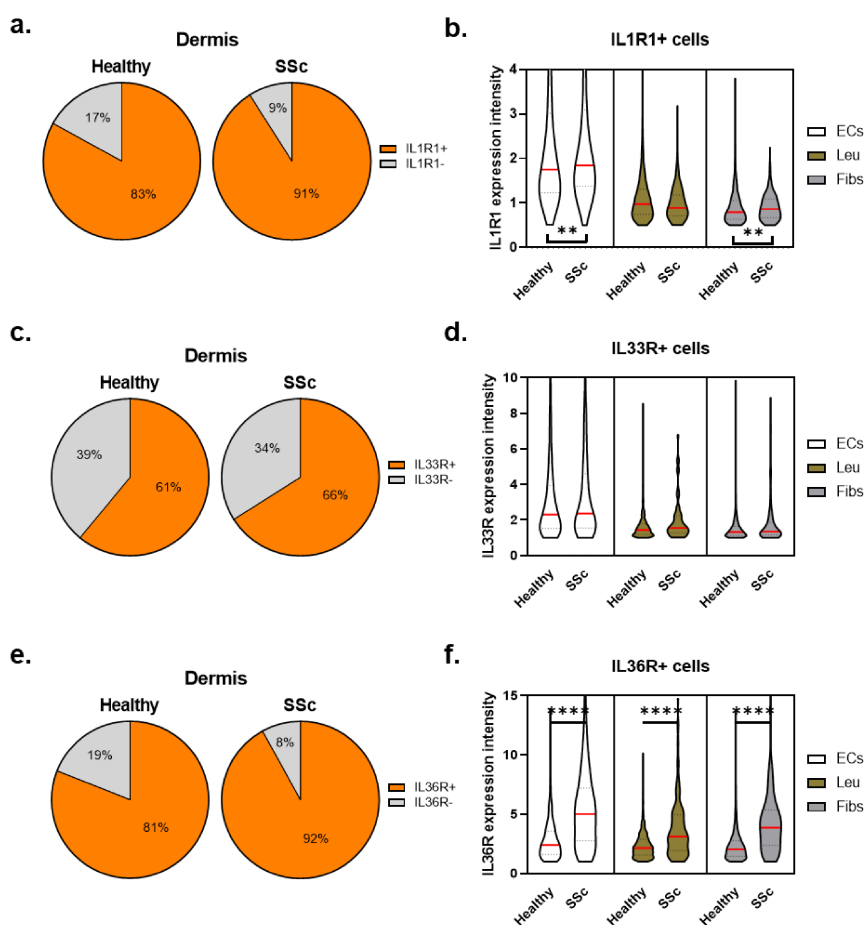 a.
Dermis
Healthy
SSc
17%
83%
9%
91%
IL1R1+
IL1R1-
b.
IL1R1+ cells
IL1R1 expression intensity
4
3
2
1
0
**
**
Healthy
SSc
Healthy
SSc
Healthy
SSc
ECs
Leu
Fibs
c.
Dermis
Healthy
SSc
39%
61%
34%
66%
IL33R+
IL33R-
d.
IL33R+ cells
IL33R expression intensity
10
8
6
4
2
0
Healthy
SSc
Healthy
SSc
Healthy
SSc
ECs
Leu
Fibs
e.
Dermis
Healthy
SSc
19%
81%
8%
92%
IL36R+
IL36R-
f.
IL36R+ cells
IL36R expression intensity
15
10
5
0
****
****
****
Healthy
SSc
Healthy
SSc
Healthy
SSc
ECs
Leu
Fibs